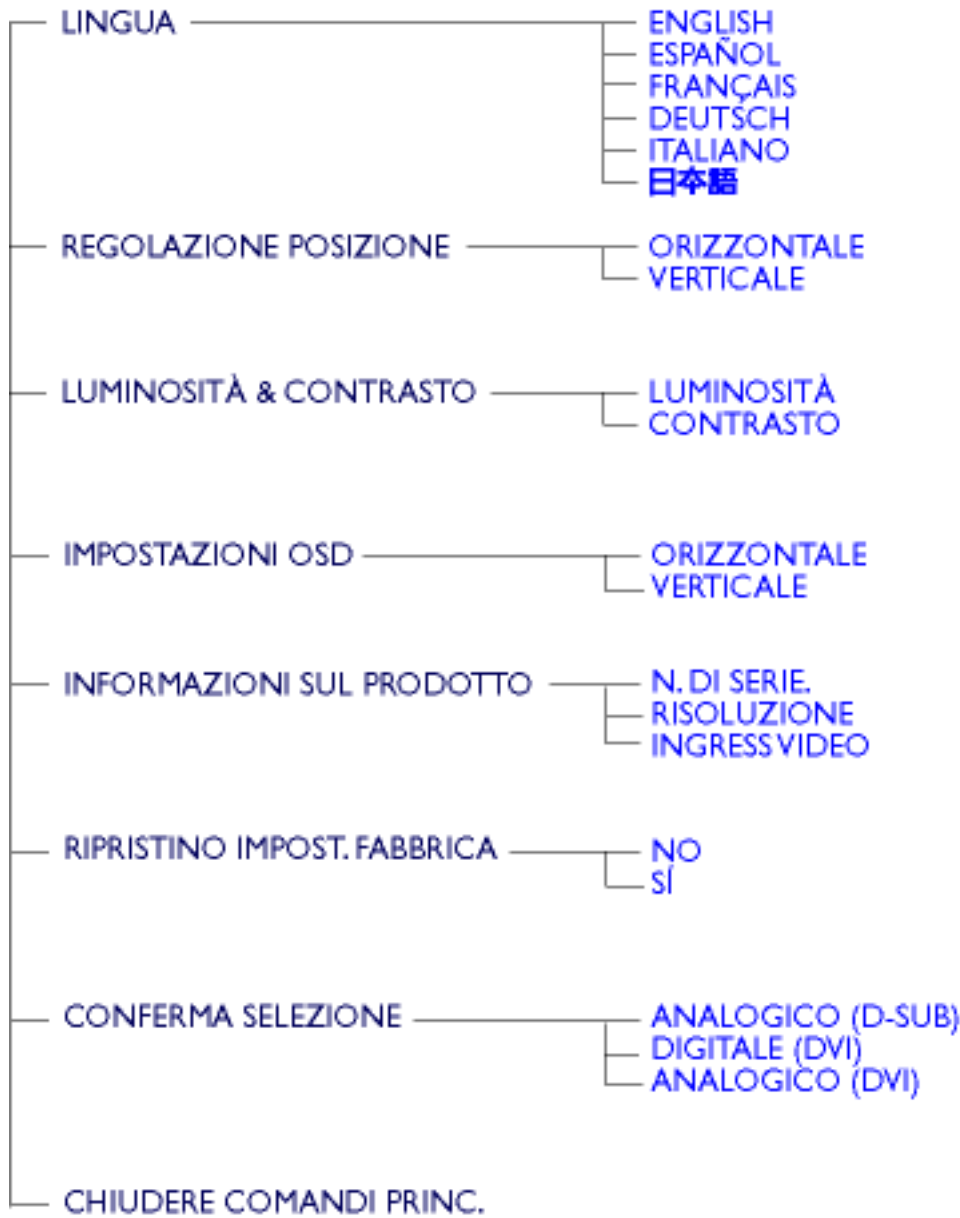 LINGUA
ENGLISH
ESPAÑOL
FRANÇAIS
DEUTSCH
ITALIANO
日本語
REGOLAZIONE POSIZIONE
ORIZZONTALE
VERTICALE
LUMINOSITÀ & CONTRASTO
LUMINOSITÀ
CONTRASTO
IMPOSTAZIONI OSD
ORIZZONTALE
VERTICALE
INFORMAZIONI SUL PRODOTTO
N. DI SERIE.
RISOLUZIONE
INGRESS VIDEO
RIPRISTINO IMPOST. FABBRICA
NO
SÍ
CONFERMA SELEZIONE
ANALOGICO (D-SUB)
DIGITALE (DVI)
ANALOGICO (DVI)
CHIUDERE COMANDI PRINC.